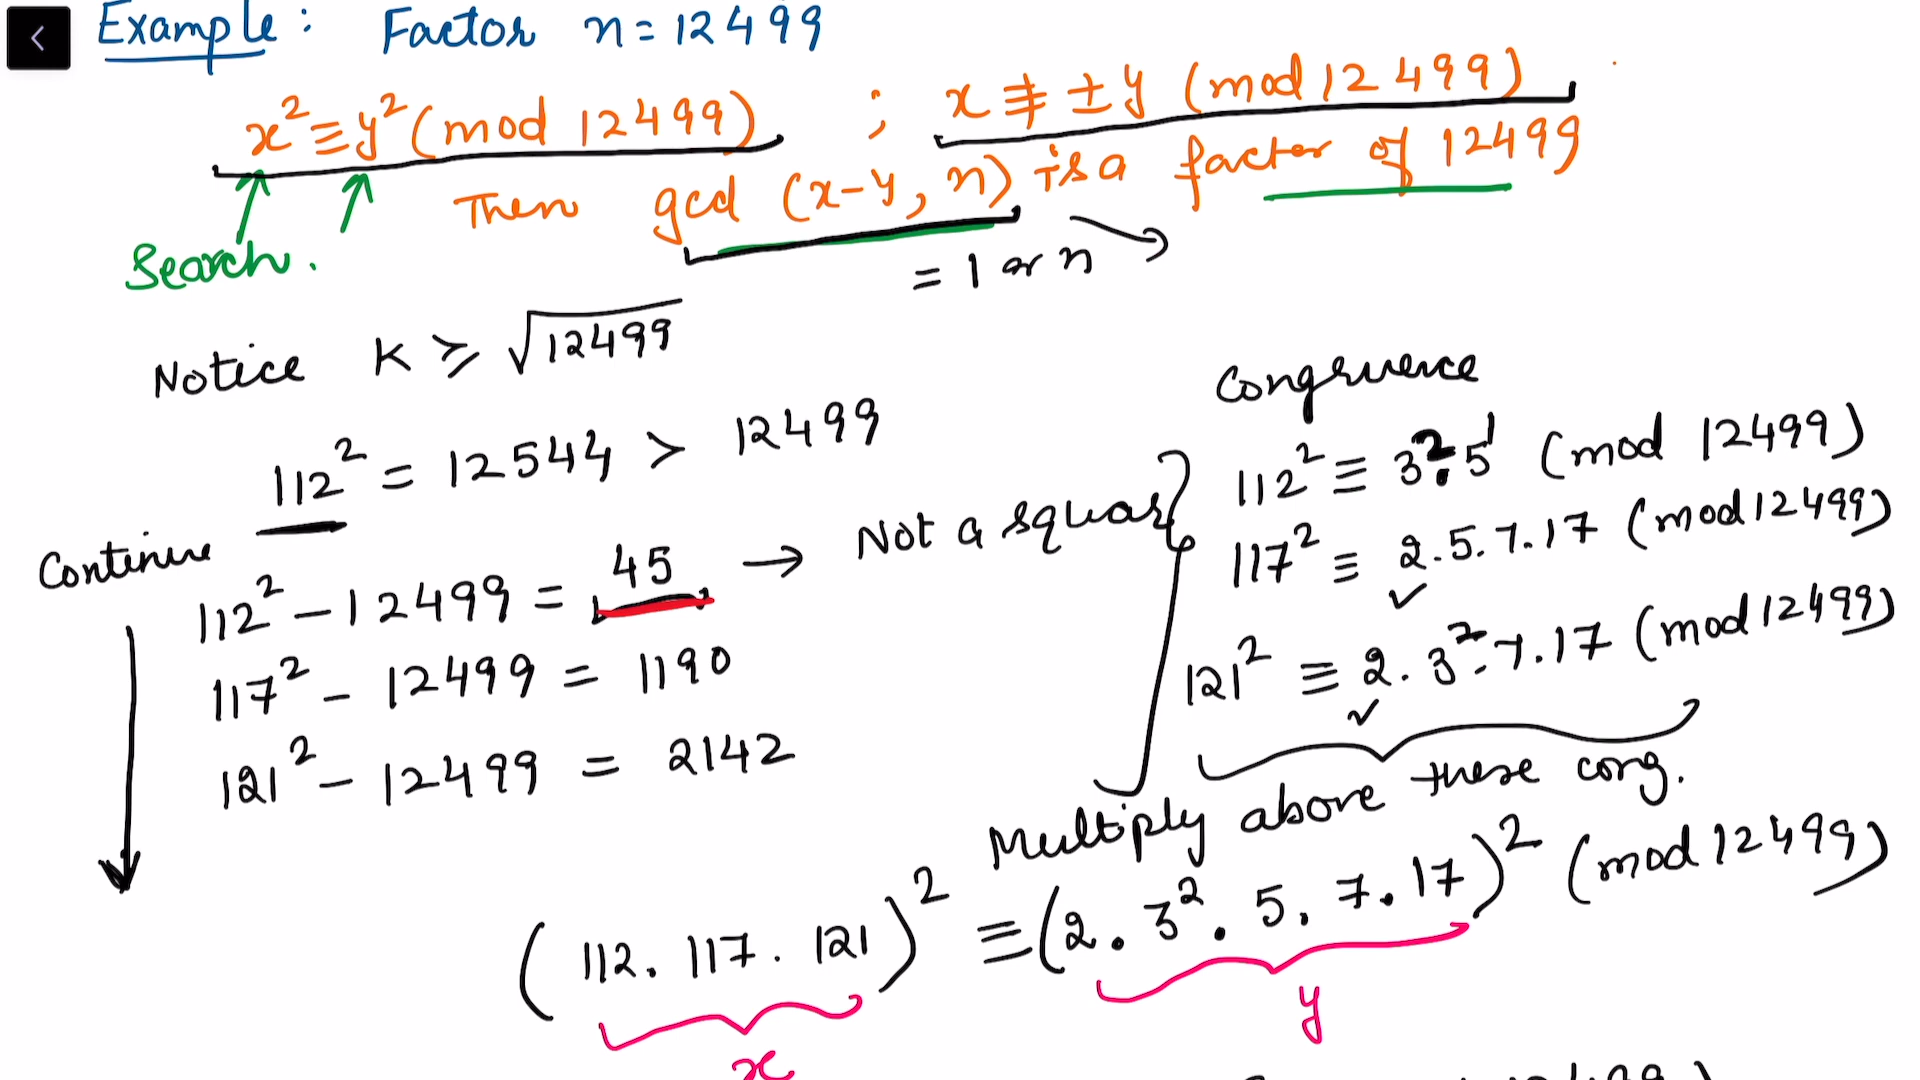 Example : Factor n = 12499
x² ≡ y² (mod 12499) ; x ≢ ± y (mod 12499)
Then gcd (x-y, n) is a factor of 12499
Search.
= 1 or n
Notice K ≥ √12499
112² = 12544 > 12499
Continue
112² - 12499 = 45 → Not a square
117² - 12499 = 1190
121² - 12499 = 2142
Congruence
112² ≡ 3².5¹ (mod 12499)
117² ≡ 2.5.7.17 (mod 12499)
121² ≡ 2.3².7.17 (mod 12499)
Multiply above these cong.
(112. 117. 121)² ≡ (2. 3². 5. 7. 17)² (mod 12499)
x y